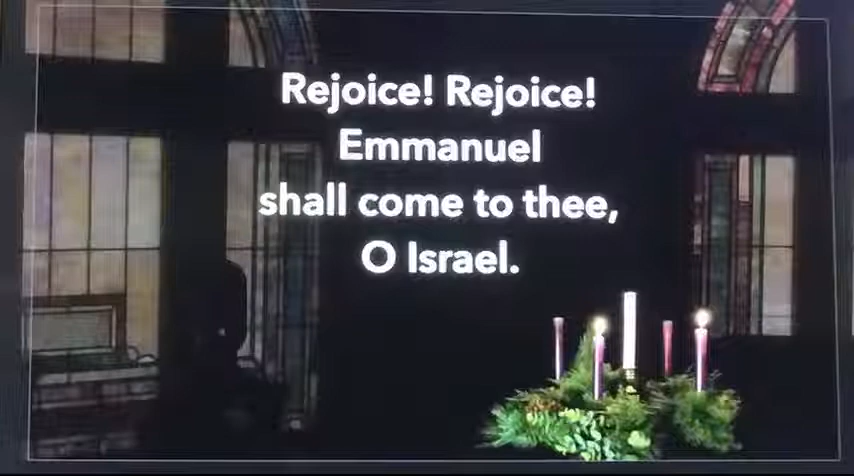 Rejoice! Rejoice!
Emmanuel
shall come to thee,
O Israel.